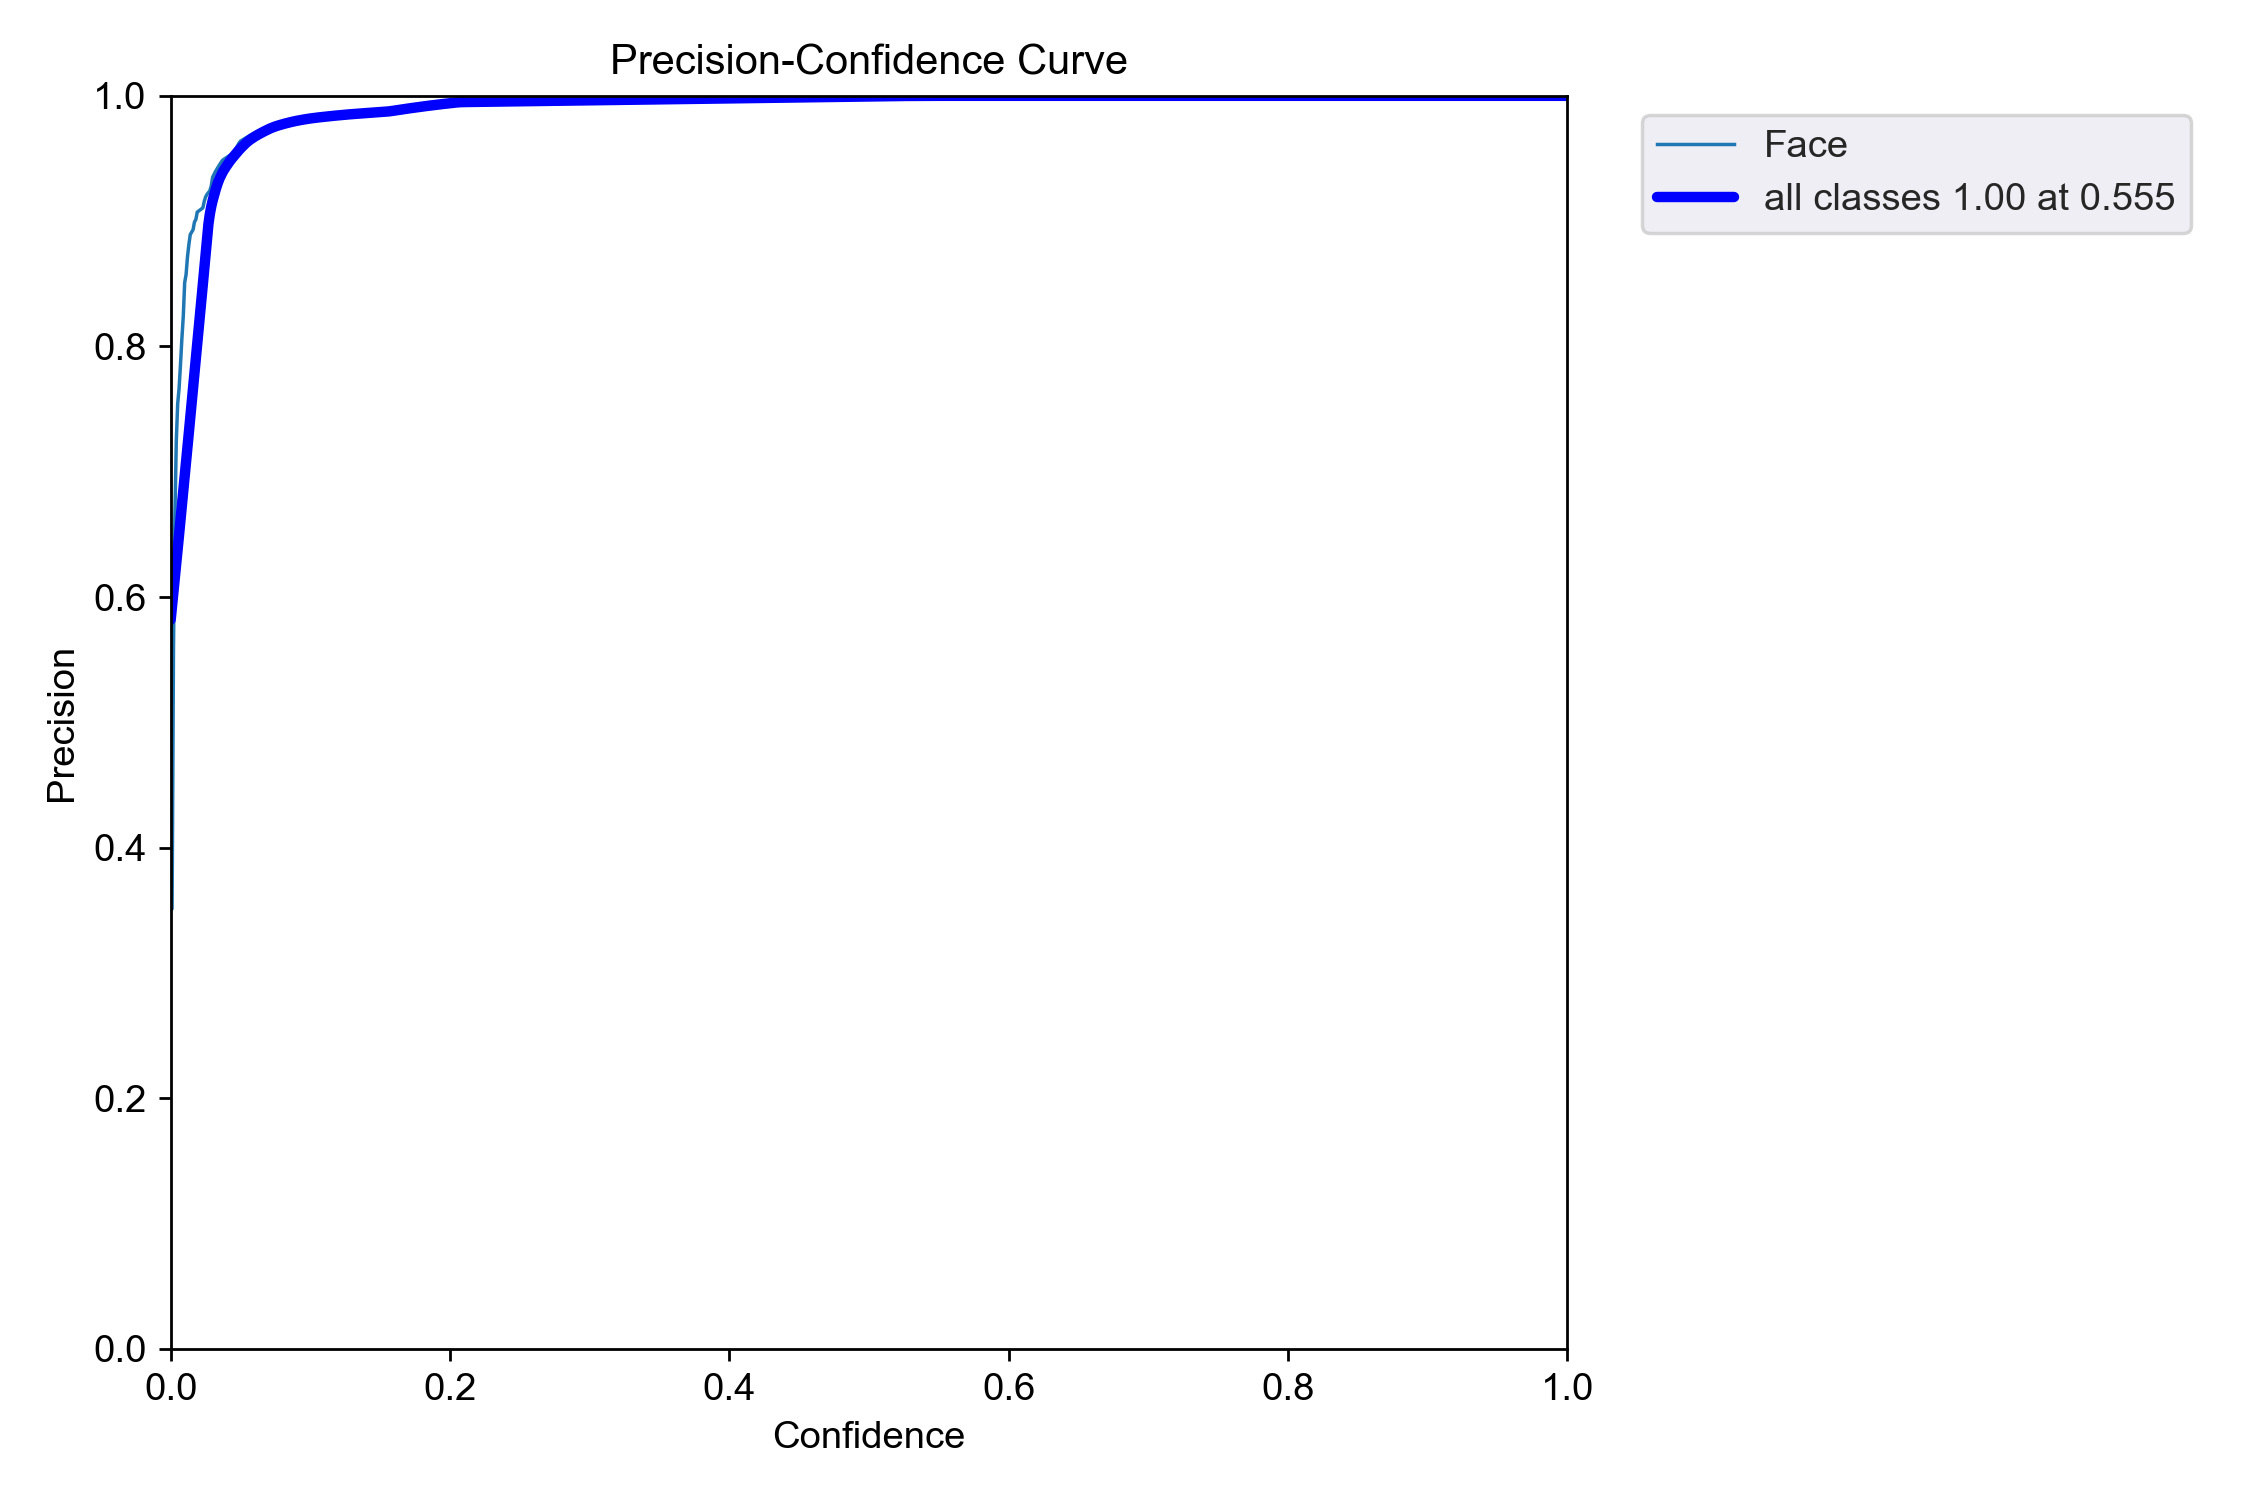 Precision-Confidence Curve
1.0
0.8
0.6
0.4
0.2
0.0
Precision
0.0 0.2 0.4 0.6 0.8 1.0
Confidence
Face
all classes 1.00 at 0.555